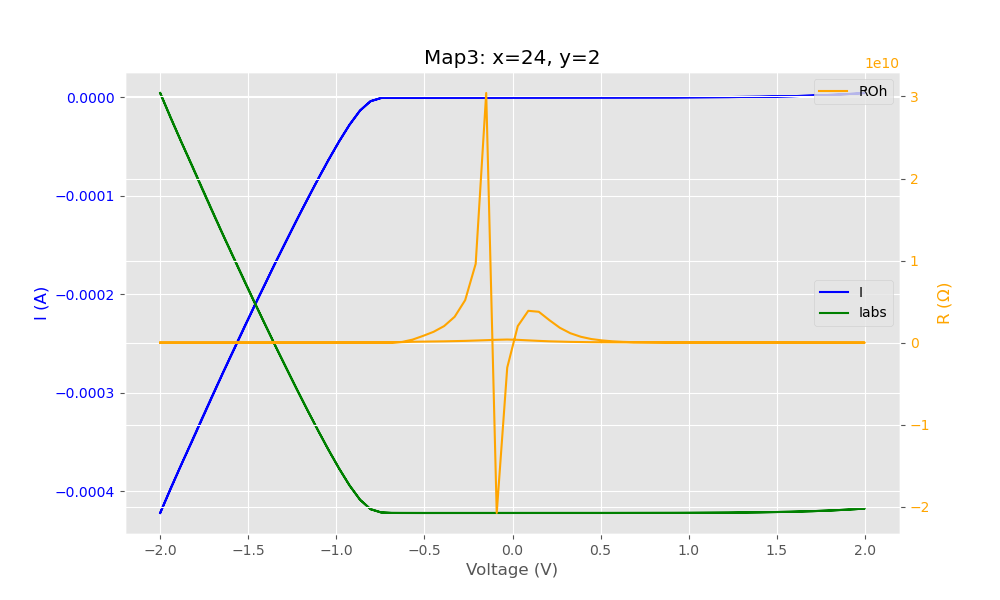 Map3: x=24, y=2
1e10
0.0000
−0.0001
−0.0002
−0.0003
−0.0004
I (A)
3
2
1
0
−1
−2
R (Ω)
ROh
I
Iabs
−2.0 −1.5 −1.0 −0.5 0.0 0.5 1.0 1.5 2.0
Voltage (V)